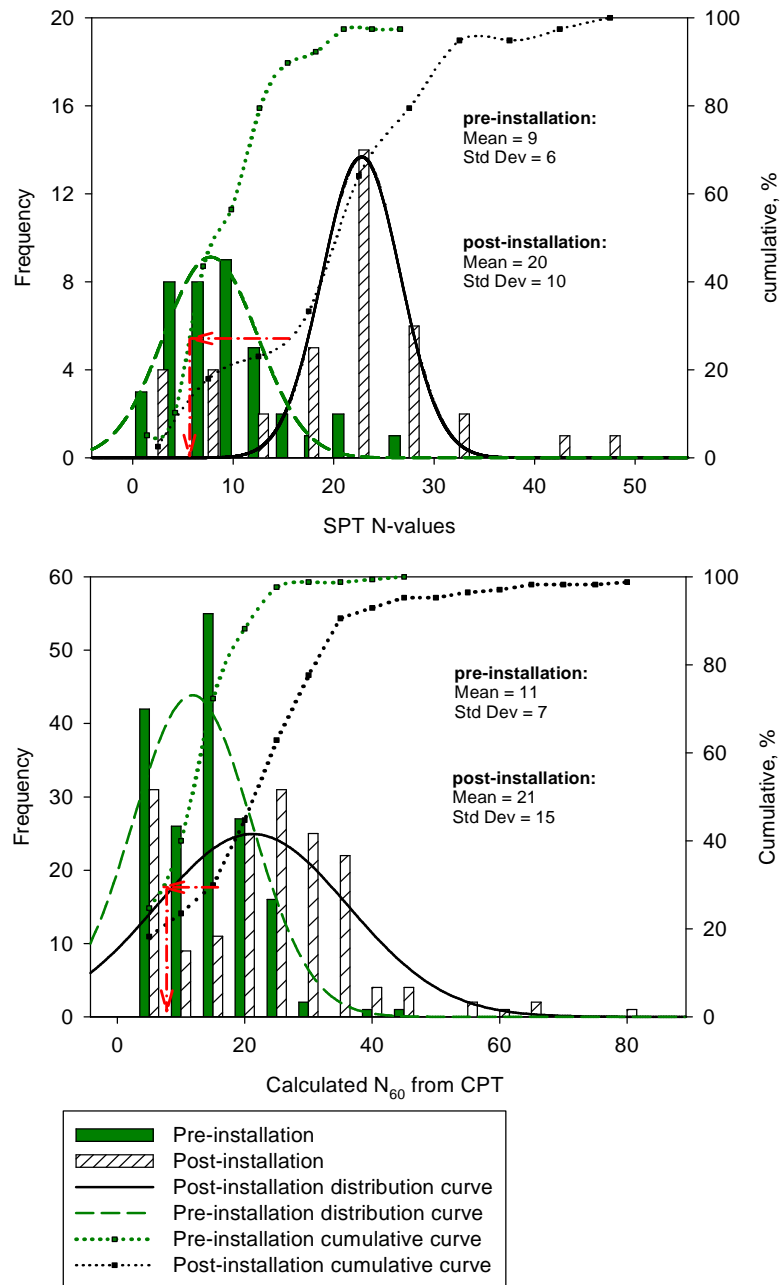 20
16
12
8
4
0
Frequency
100
80
60
40
20
0
cumulative, %
pre-installation:
Mean = 9
Std Dev = 6
post-installation:
Mean = 20
Std Dev = 10
0 10 20 30 40 50
SPT N-values
60
50
40
30
20
10
0
Frequency
100
80
60
40
20
0
Cumulative, %
pre-installation:
Mean = 11
Std Dev = 7
post-installation:
Mean = 21
Std Dev = 15
0 20 40 60 80
Calculated N60 from CPT
Pre-installation
Post-installation
Post-installation distribution curve
Pre-installation distribution curve
Pre-installation cumulative curve
Post-installation cumulative curve